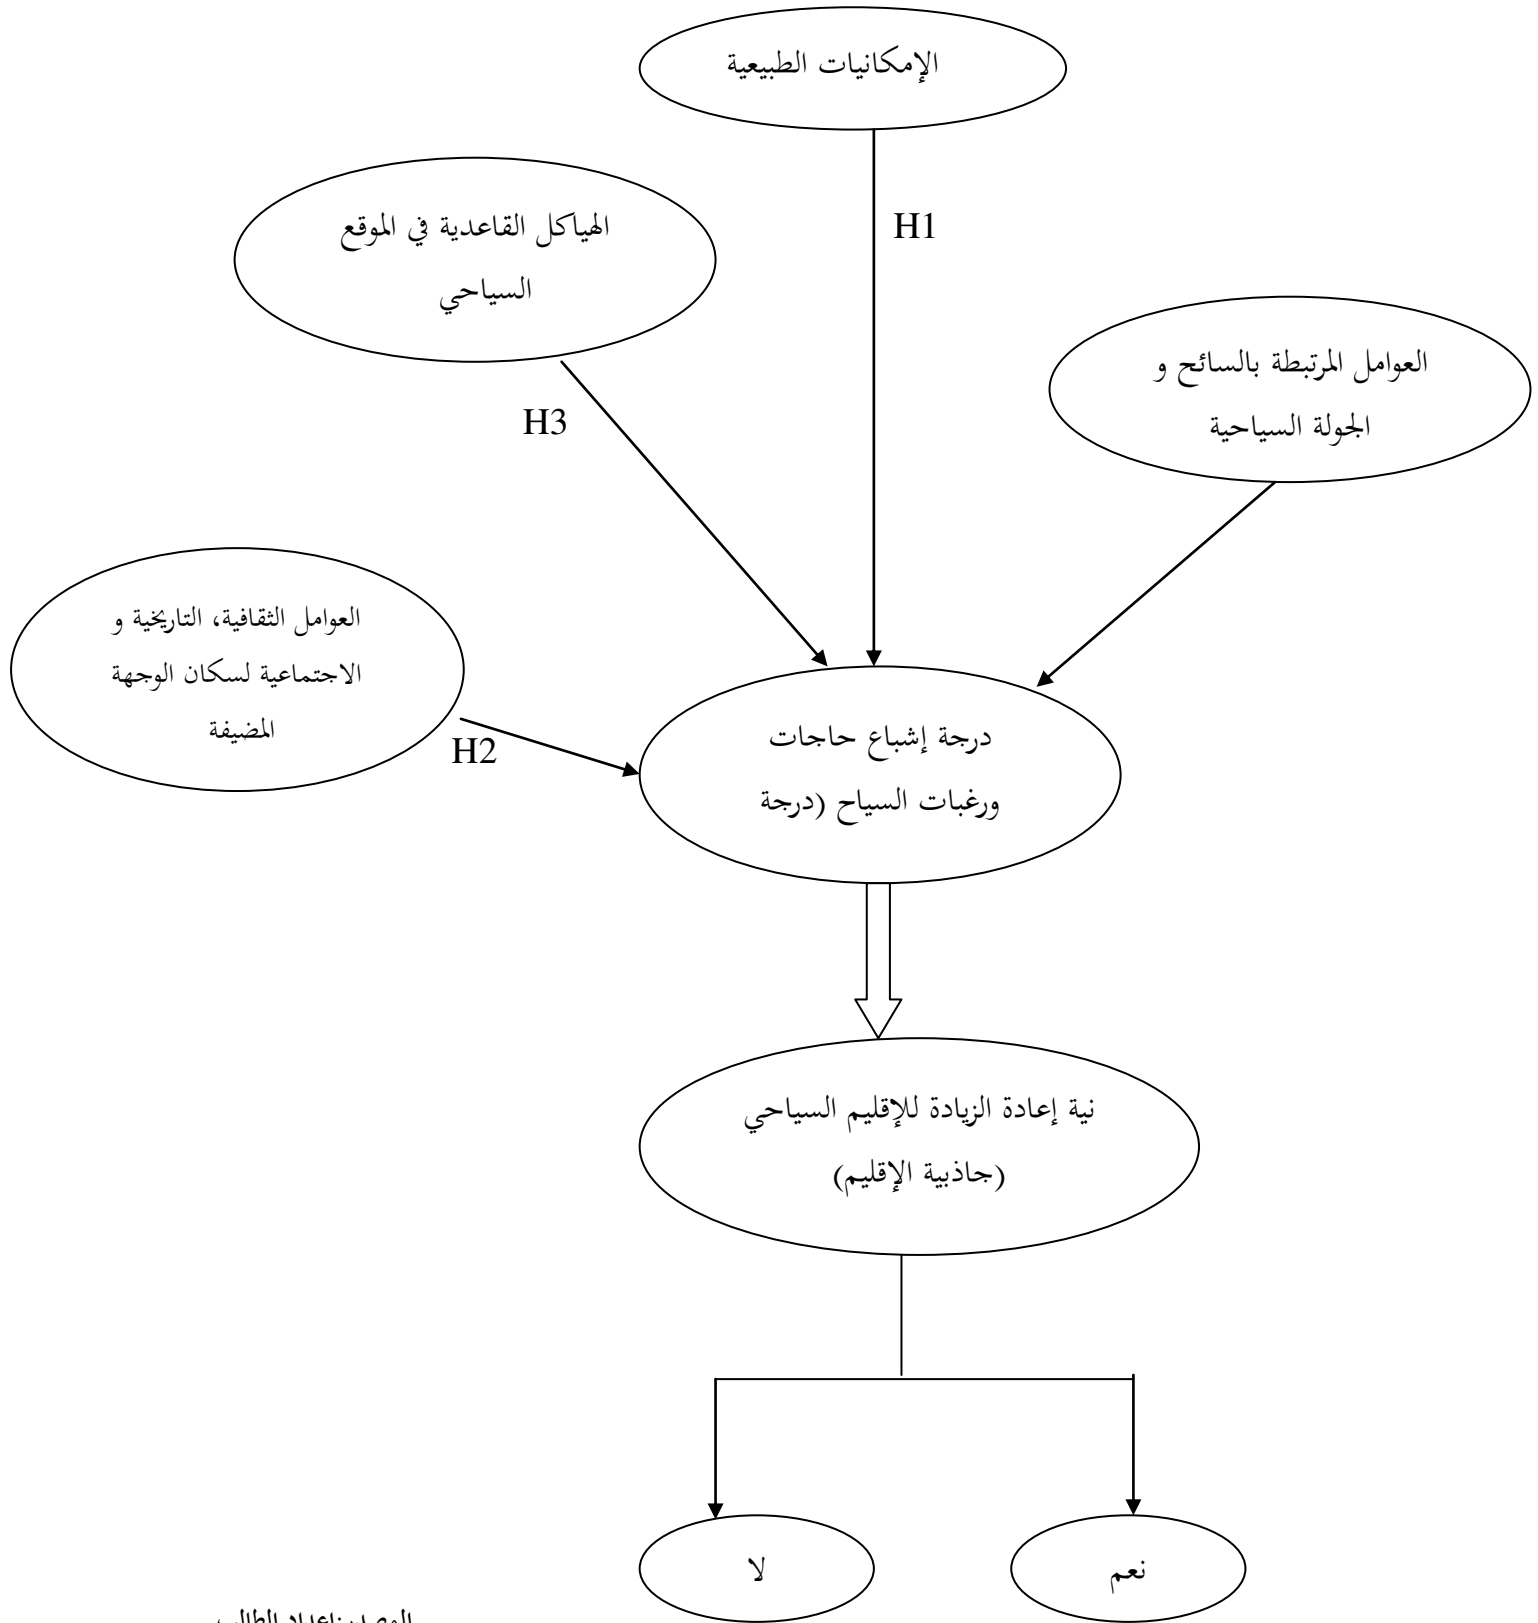 الإمكانيات الطبيعية
H1
الهياكل القاعدية في الموقع
السياحي
H3
العوامل المرتبطة بالسائح و
الجولة السياحية
العوامل الثقافية، التاريخية و
الاجتماعية لسكان الوجهة
المضيفة
H2
درجة إشباع حاجات
ورغبات السياح (درجة
نية إعادة الزيادة للإقليم السياحي
(جاذبية الإقليم)
لا
نعم